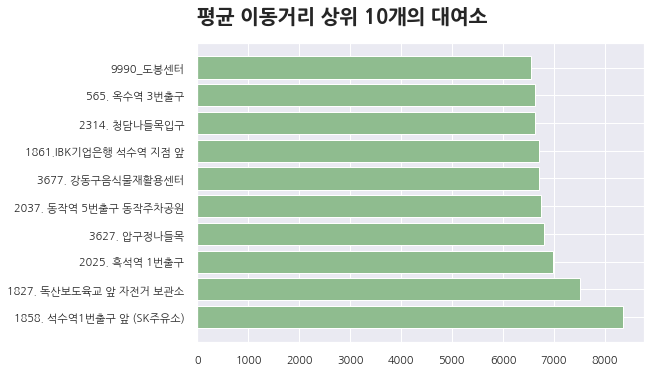 평균 이동거리 상위 10개의 대여소
9990_도봉센터
565. 옥수역 3번출구
2314. 청담나들목입구
1861.IBK기업은행 석수역 지점 앞
3677. 강동구음식물재활용센터
2037. 동작역 5번출구 동작주차공원
3627. 압구정나들목
2025. 흑석역 1번출구
1827. 독산보도육교 앞 자전거 보관소
1858. 석수역1번출구 앞 (SK주유소)
0 1000 2000 3000 4000 5000 6000 7000 8000